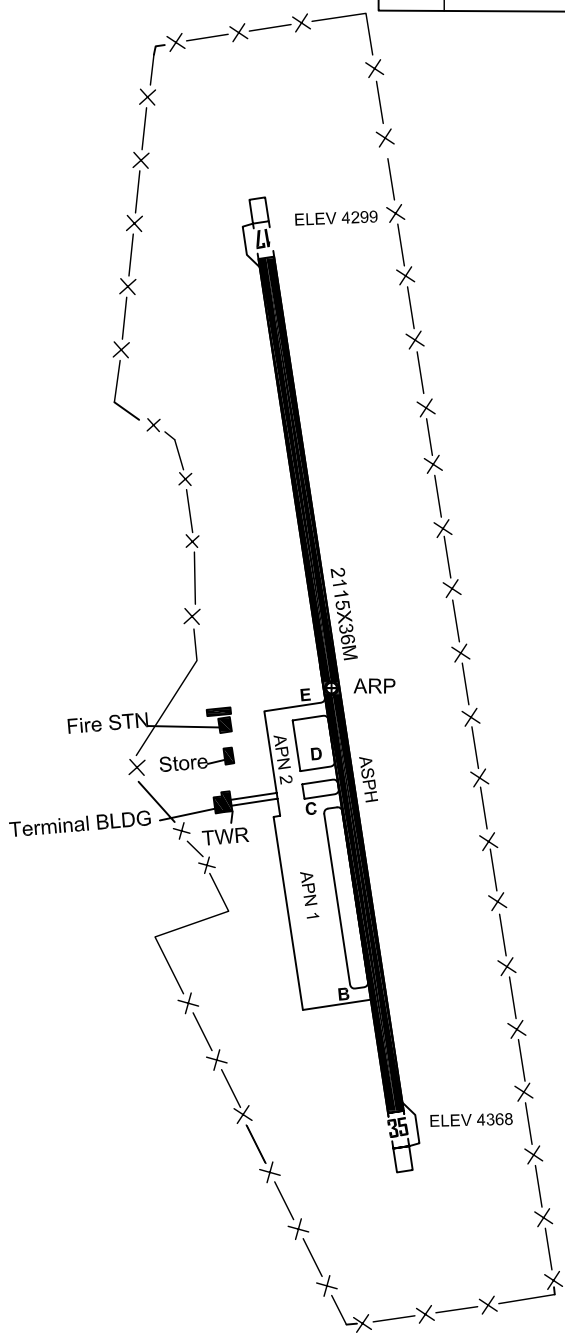 ELEV 4299
17
2115X36M
ARP
E
Fire STN
APN 2
D
Store
ASPH
C
Terminal BLDG
TWR
APN 1
B
ELEV 4368
35